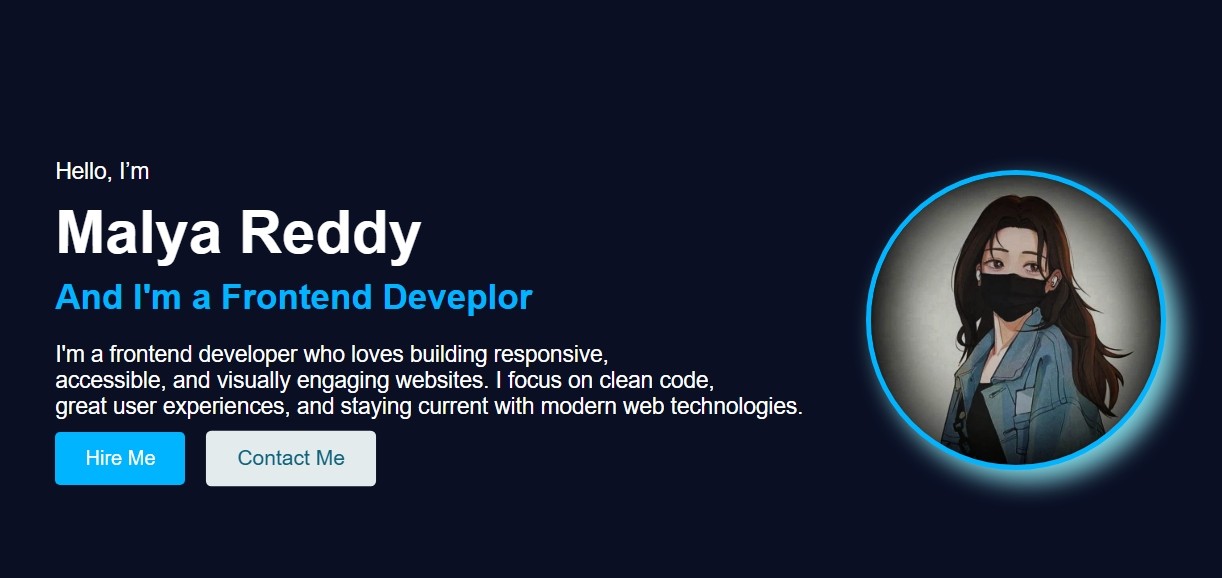 Hello, I’m
Malya Reddy
And I'm a Frontend Deveplor
I'm a frontend developer who loves building responsive,
accessible, and visually engaging websites. I focus on clean code,
great user experiences, and staying current with modern web technologies.
Hire Me
Contact Me